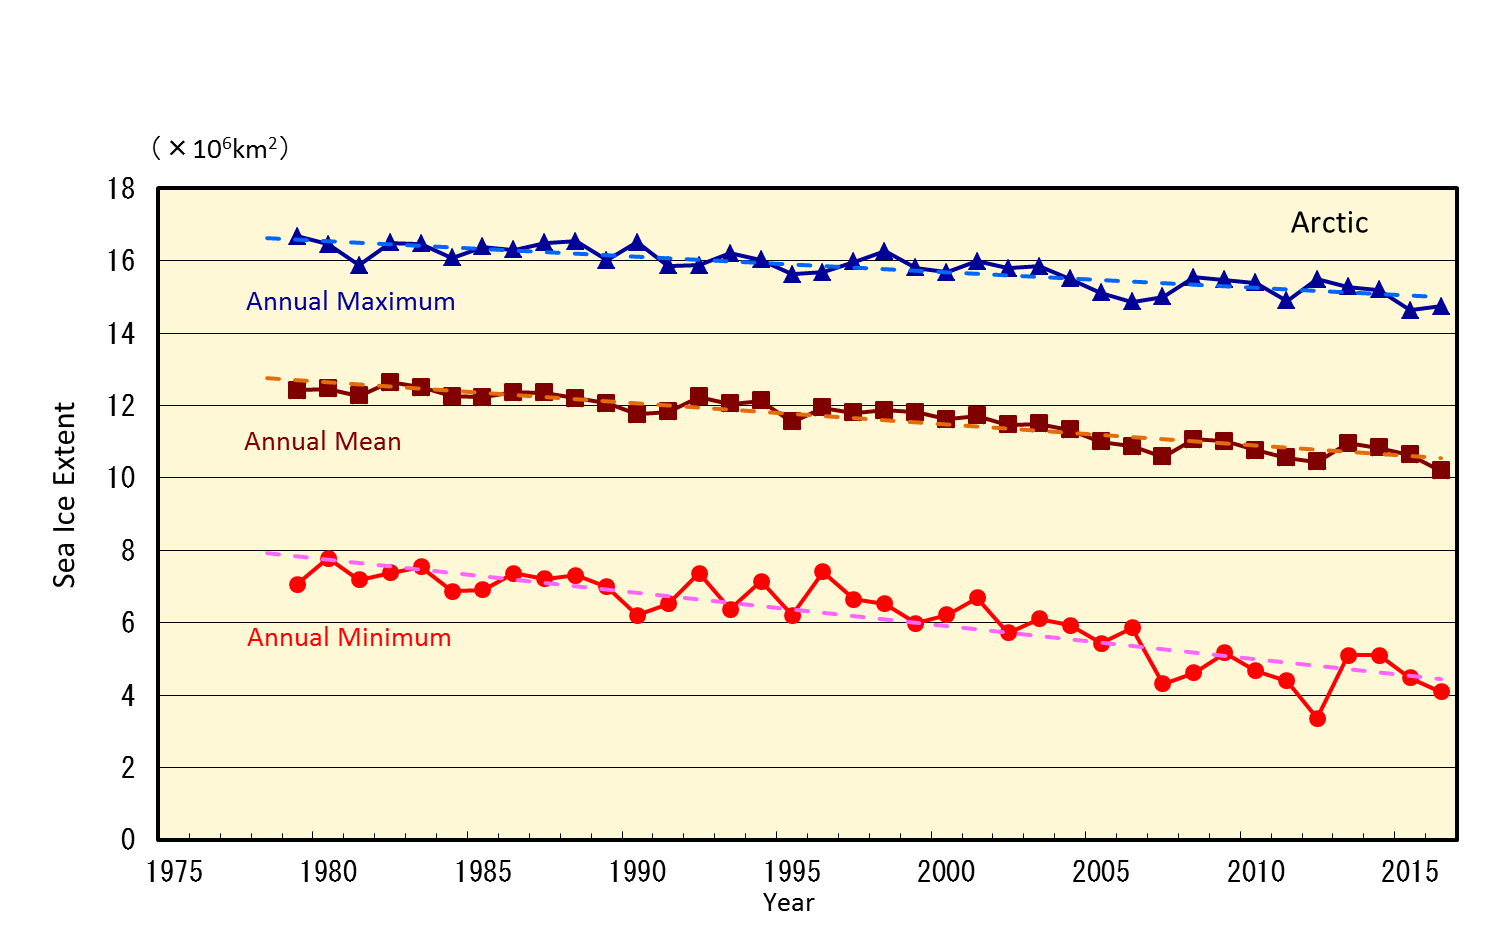 (×10⁶km²)
Arctic
18
16
14
12
10
8
6
4
2
0
Sea Ice Extent
Annual Maximum
Annual Mean
Annual Minimum
1975 1980 1985 1990 1995 2000 2005 2010 2015
Year